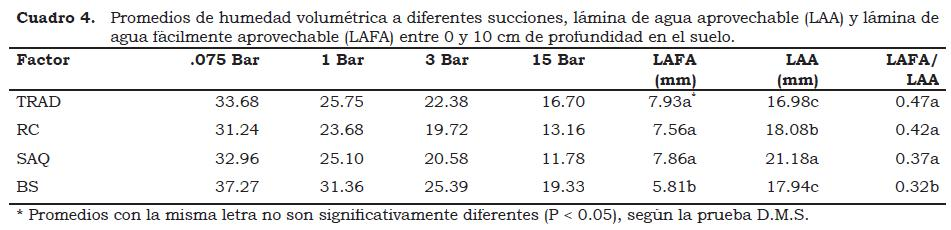 Cuadro 4. Promedios de humedad volumétrica a diferentes succiones, lámina de agua aprovechable (LAA) y lámina de
agua fácilmente aprovechable (LAFA) entre 0 y 10 cm de profundidad en el suelo.
Factor .075 Bar 1 Bar 3 Bar 15 Bar LAFA (mm) LAA (mm) LAFA/ LAA
TRAD 33.68 25.75 22.38 16.70 7.93a* 16.98c 0.47a
RC 31.24 23.68 19.72 13.16 7.56a 18.08b 0.42a
SAQ 32.96 25.10 20.58 11.78 7.86a 21.18a 0.37a
BS 37.27 31.36 25.39 19.33 5.81b 17.94c 0.32b
* Promedios con la misma letra no son significativamente diferentes (P < 0.05), según la prueba D.M.S.